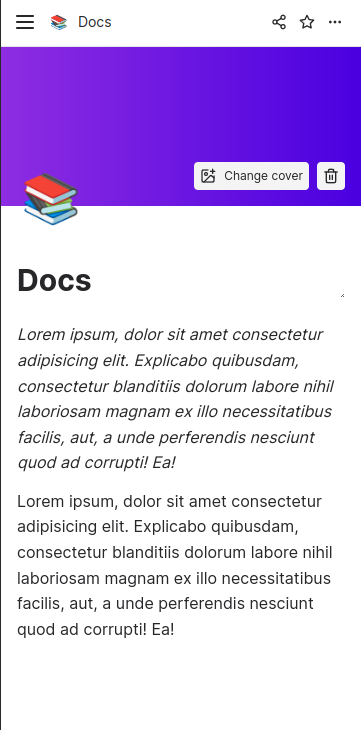 Docs
Change cover
Docs
Lorem ipsum, dolor sit amet consectetur
adipisicing elit. Explicabo quibusdam,
consectetur blanditiis dolorum labore nihil
laboriosam magnam ex illo necessitatibus
facilis, aut, a unde perferendis nesciunt
quod ad corrupti! Ea!
Lorem ipsum, dolor sit amet consectetur
adipisicing elit. Explicabo quibusdam,
consectetur blanditiis dolorum labore nihil
laboriosam magnam ex illo necessitatibus
facilis, aut, a unde perferendis nesciunt
quod ad corrupti! Ea!